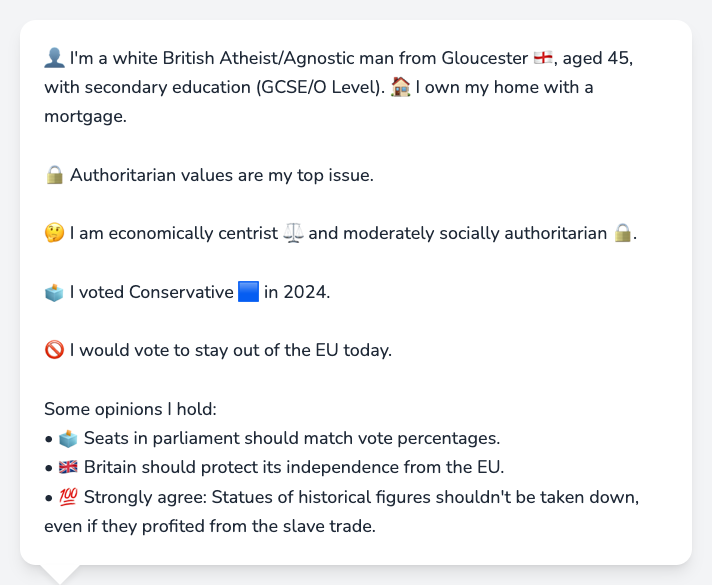 👤 I'm a white British Atheist/Agnostic man from Gloucester 🏴󠁧󠁢󠁥󠁮󠁧󠁿, aged 45,
with secondary education (GCSE/O Level). 🏠 I own my home with a
mortgage.
🔒 Authoritarian values are my top issue.
🤔 I am economically centrist ⚖️ and moderately socially authoritarian 🔒.
🗳️ I voted Conservative 🟦 in 2024.
🚫 I would vote to stay out of the EU today.
Some opinions I hold:
• 🗳️ Seats in parliament should match vote percentages.
• 🇬🇧 Britain should protect its independence from the EU.
• 💯 Strongly agree: Statues of historical figures shouldn't be taken down,
even if they profited from the slave trade.